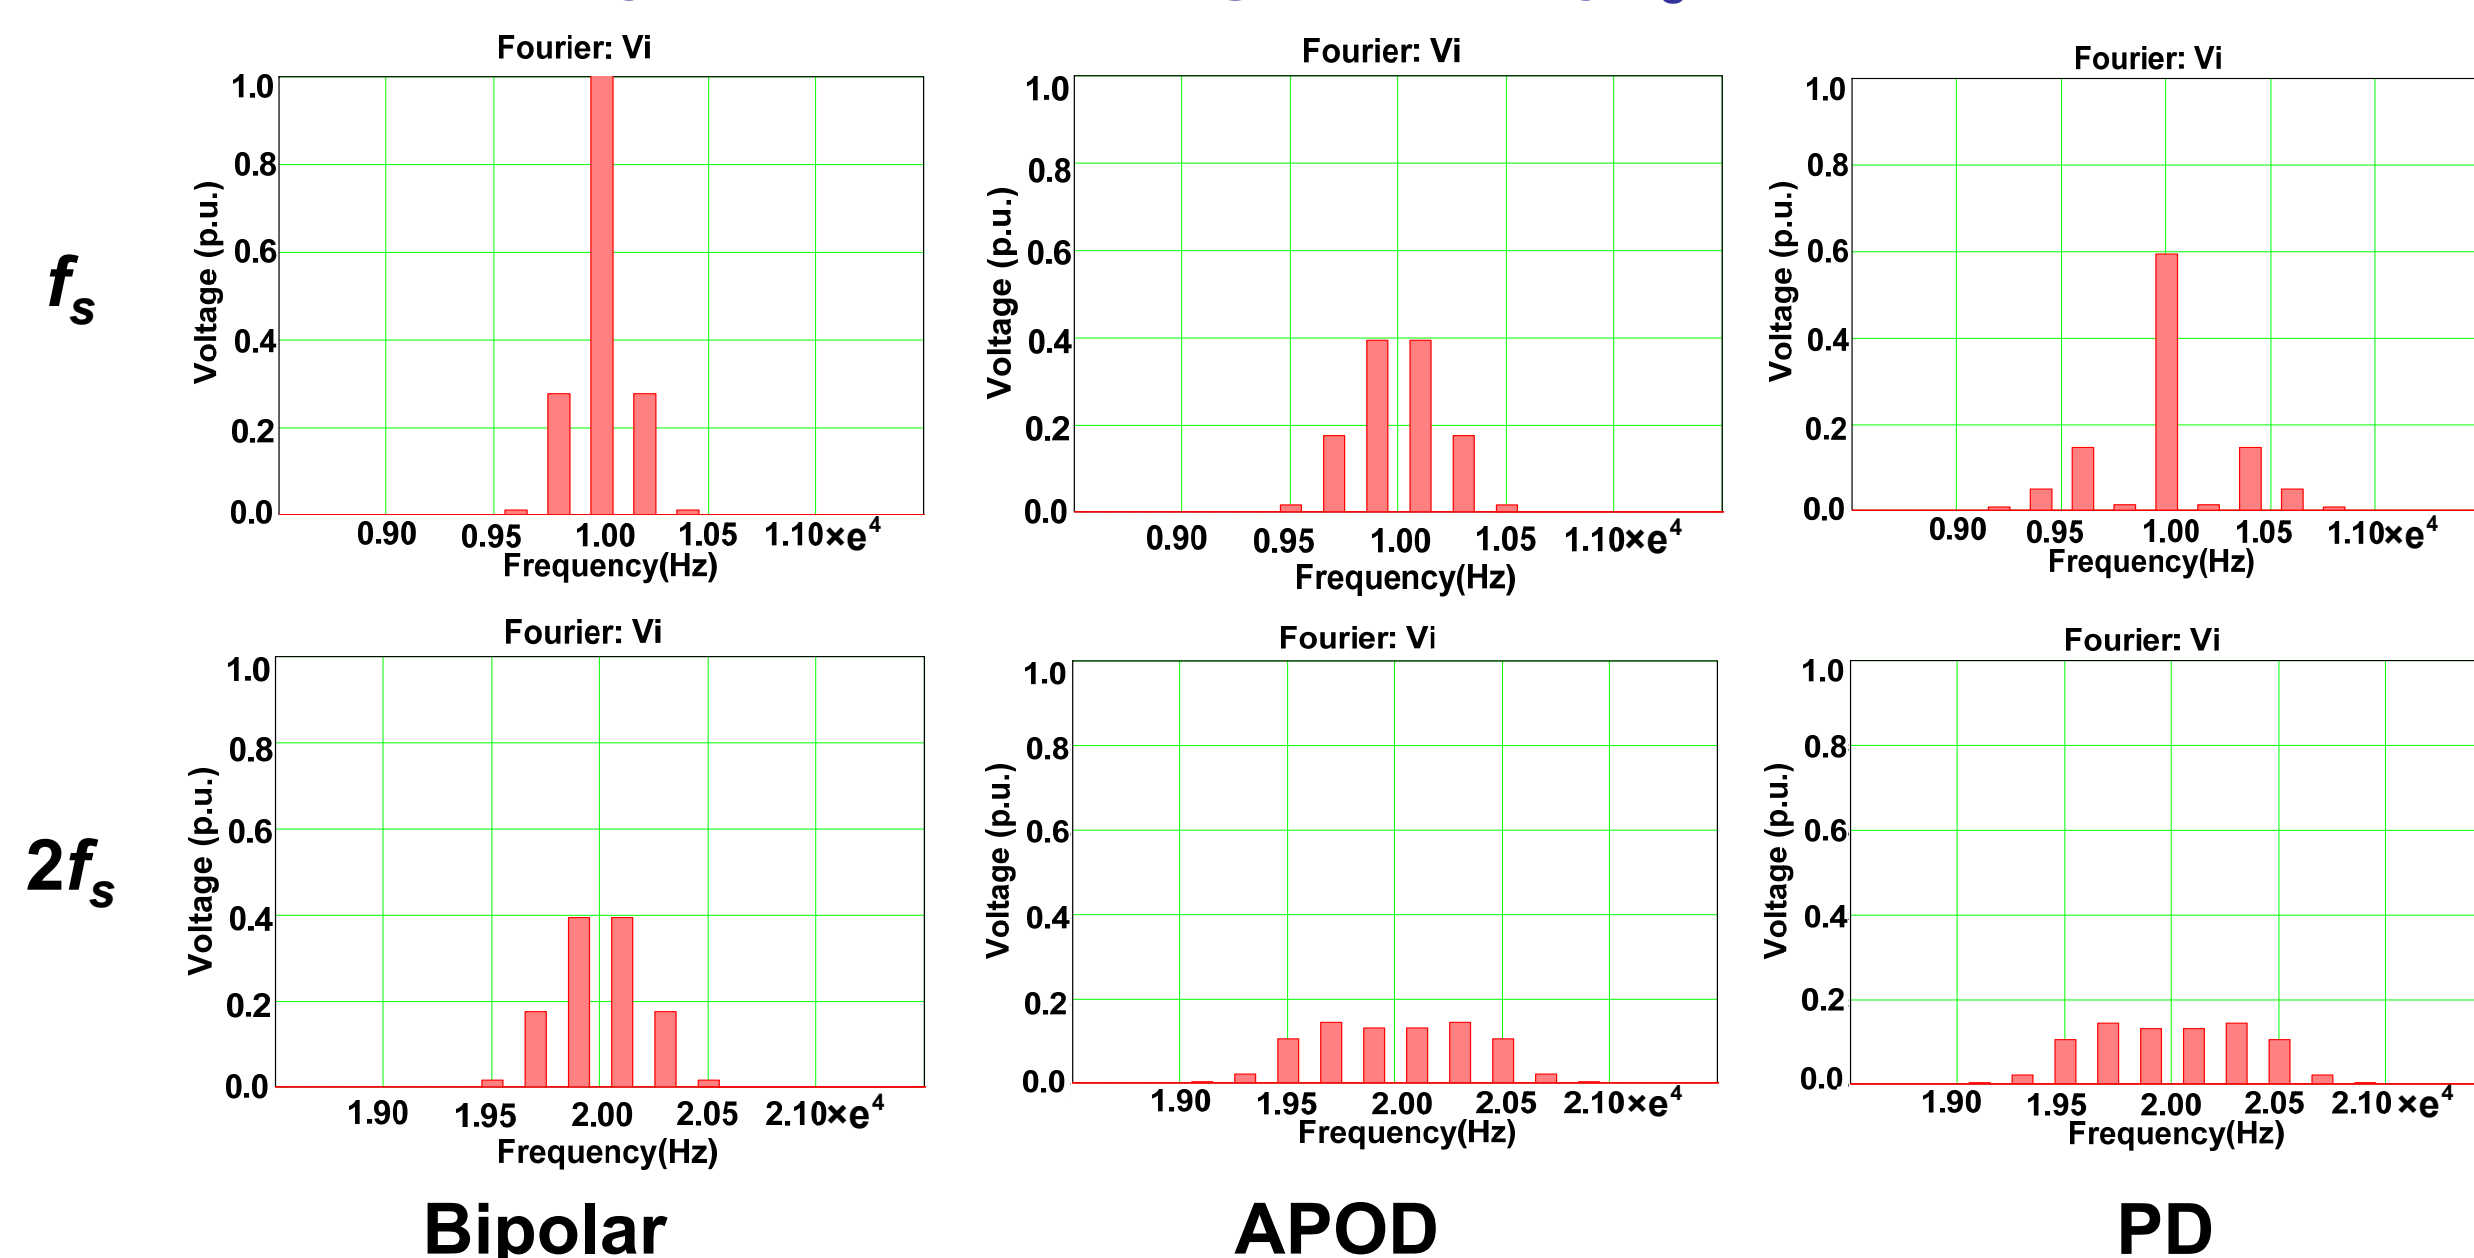 Fourier: Vi
1.0
0.8
0.6
0.4
0.2
0.0
Voltage (p.u.)
0.90 0.95 1.00 1.05 1.10×e⁴
Frequency(Hz)
Fourier: Vi
1.0
0.8
0.6
0.4
0.2
0.0
Voltage (p.u.)
0.90 0.95 1.00 1.05 1.10×e⁴
Frequency(Hz)
Fourier: Vi
1.0
0.8
0.6
0.4
0.2
0.0
Voltage (p.u.)
0.90 0.95 1.00 1.05 1.10×e⁴
Frequency(Hz)
fs
Fourier: Vi
1.0
0.8
0.6
0.4
0.2
0.0
Voltage (p.u.)
1.90 1.95 2.00 2.05 2.10×e⁴
Frequency(Hz)
Fourier: Vi
1.0
0.8
0.6
0.4
0.2
0.0
Voltage (p.u.)
1.90 1.95 2.00 2.05 2.10×e⁴
Frequency(Hz)
Fourier: Vi
1.0
0.8
0.6
0.4
0.2
0.0
Voltage (p.u.)
1.90 1.95 2.00 2.05 2.10×e⁴
Frequency(Hz)
2fs
Bipolar APOD PD